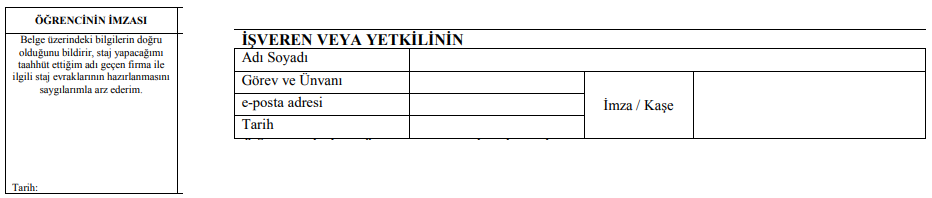 ÖĞRENCİNİN İMZASI
Belge üzerindeki bilgilerin doğru
olduğunu bildirir, staj yapacağımı
taahhüt ettiğim adı geçen firma ile
ilgili staj evraklarının hazırlanmasını
saygılarımla arz ederim.
Tarih:
İŞVEREN VEYA YETKİLİNİN
Adı Soyadı
Görev ve Ünvanı
e-posta adresi
Tarih
İmza / Kaşe